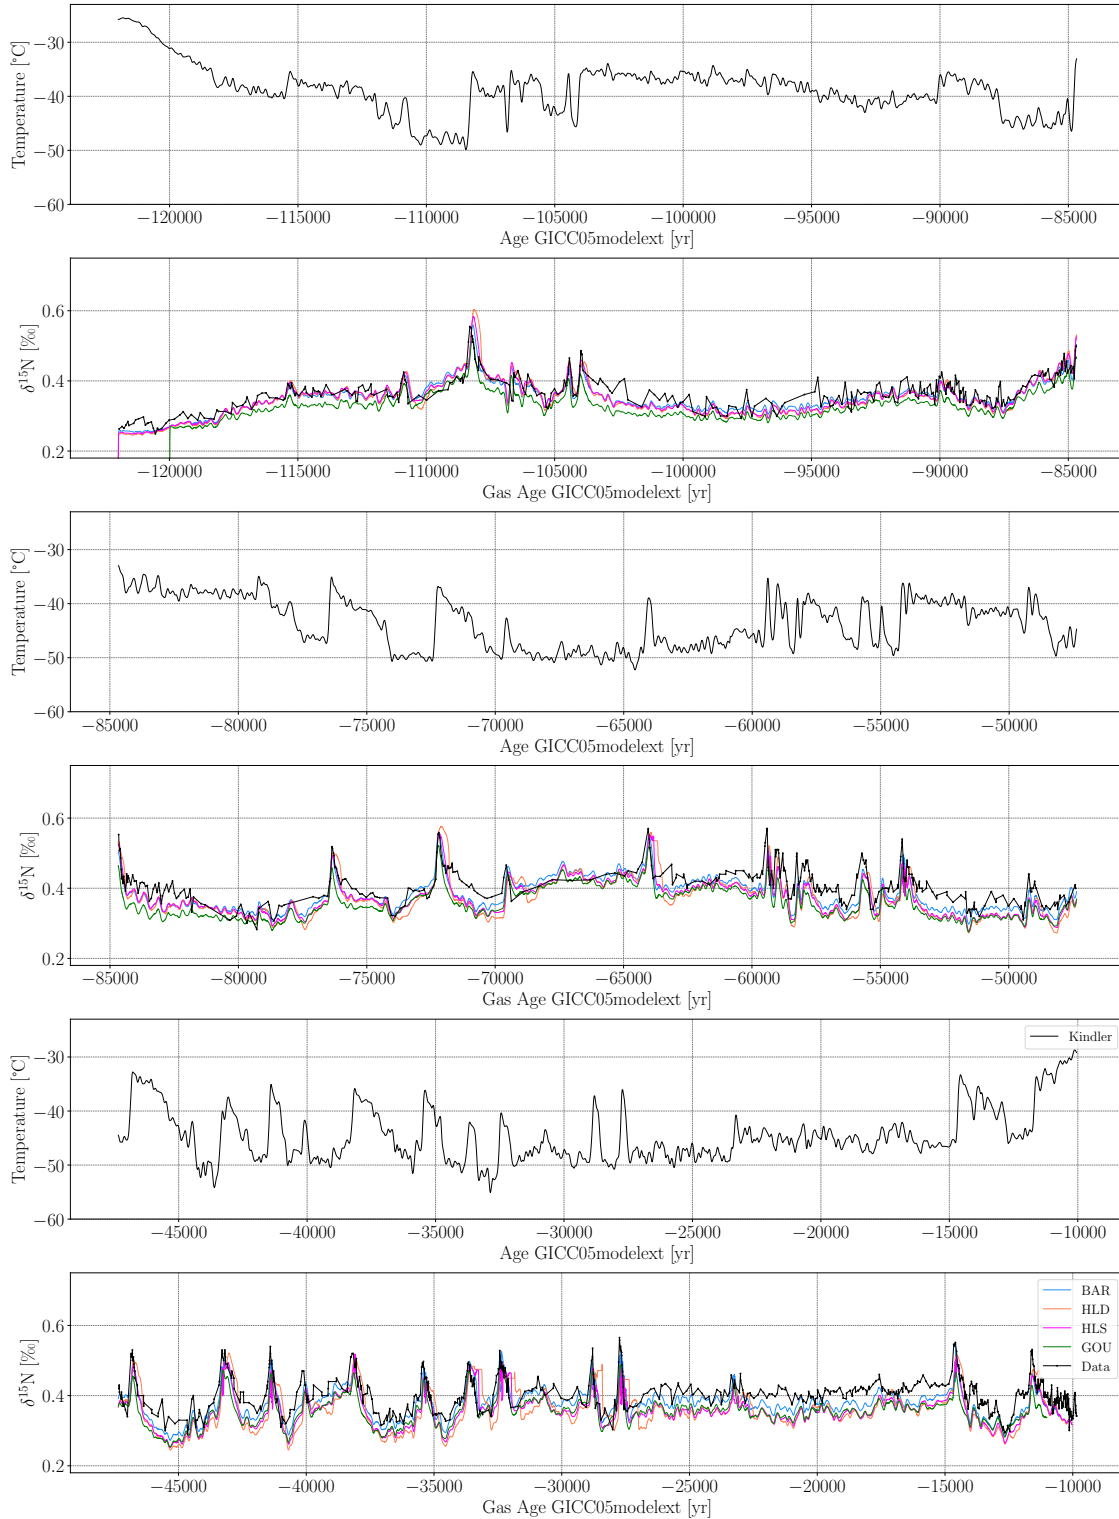 Temperature [°C]
−30
−40
−50
−60
−120000 −115000 −110000 −105000 −100000 −95000 −90000 −85000
Age GICC05modelext [yr]
δ¹⁵N [‰]
0.6
0.4
0.2
−120000 −115000 −110000 −105000 −100000 −95000 −90000 −85000
Gas Age GICC05modelext [yr]
Temperature [°C]
−30
−40
−50
−60
−85000 −80000 −75000 −70000 −65000 −60000 −55000 −50000
Age GICC05modelext [yr]
δ¹⁵N [‰]
0.6
0.4
0.2
−85000 −80000 −75000 −70000 −65000 −60000 −55000 −50000
Gas Age GICC05modelext [yr]
Kindler
Temperature [°C]
−30
−40
−50
−60
−45000 −40000 −35000 −30000 −25000 −20000 −15000 −10000
Age GICC05modelext [yr]
BAR
HLD
HLS
GOU
Data
δ¹⁵N [‰]
0.6
0.4
0.2
−45000 −40000 −35000 −30000 −25000 −20000 −15000 −10000
Gas Age GICC05modelext [yr]